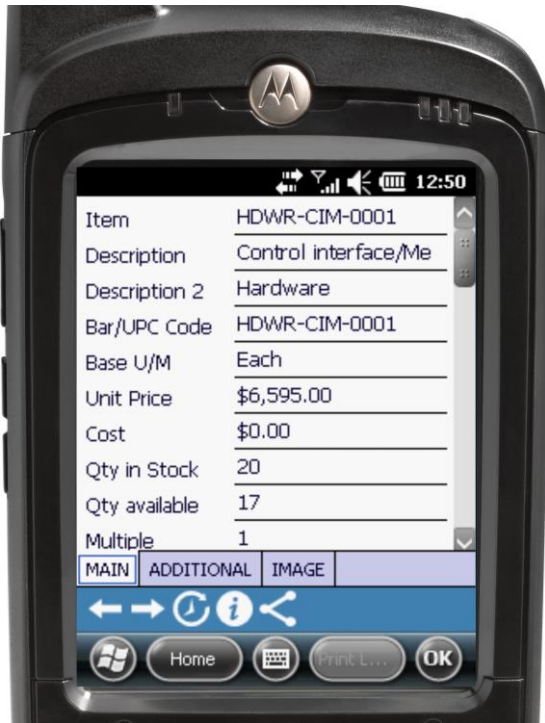 12:50
Item HDWR-CIM-0001
Description Control interface/Me
Description 2 Hardware
Bar/UPC Code HDWR-CIM-0001
Base U/M Each
Unit Price $6,595.00
Cost $0.00
Qty in Stock 20
Qty available 17
Multiple 1
MAIN ADDITIONAL IMAGE
Home Print L... OK